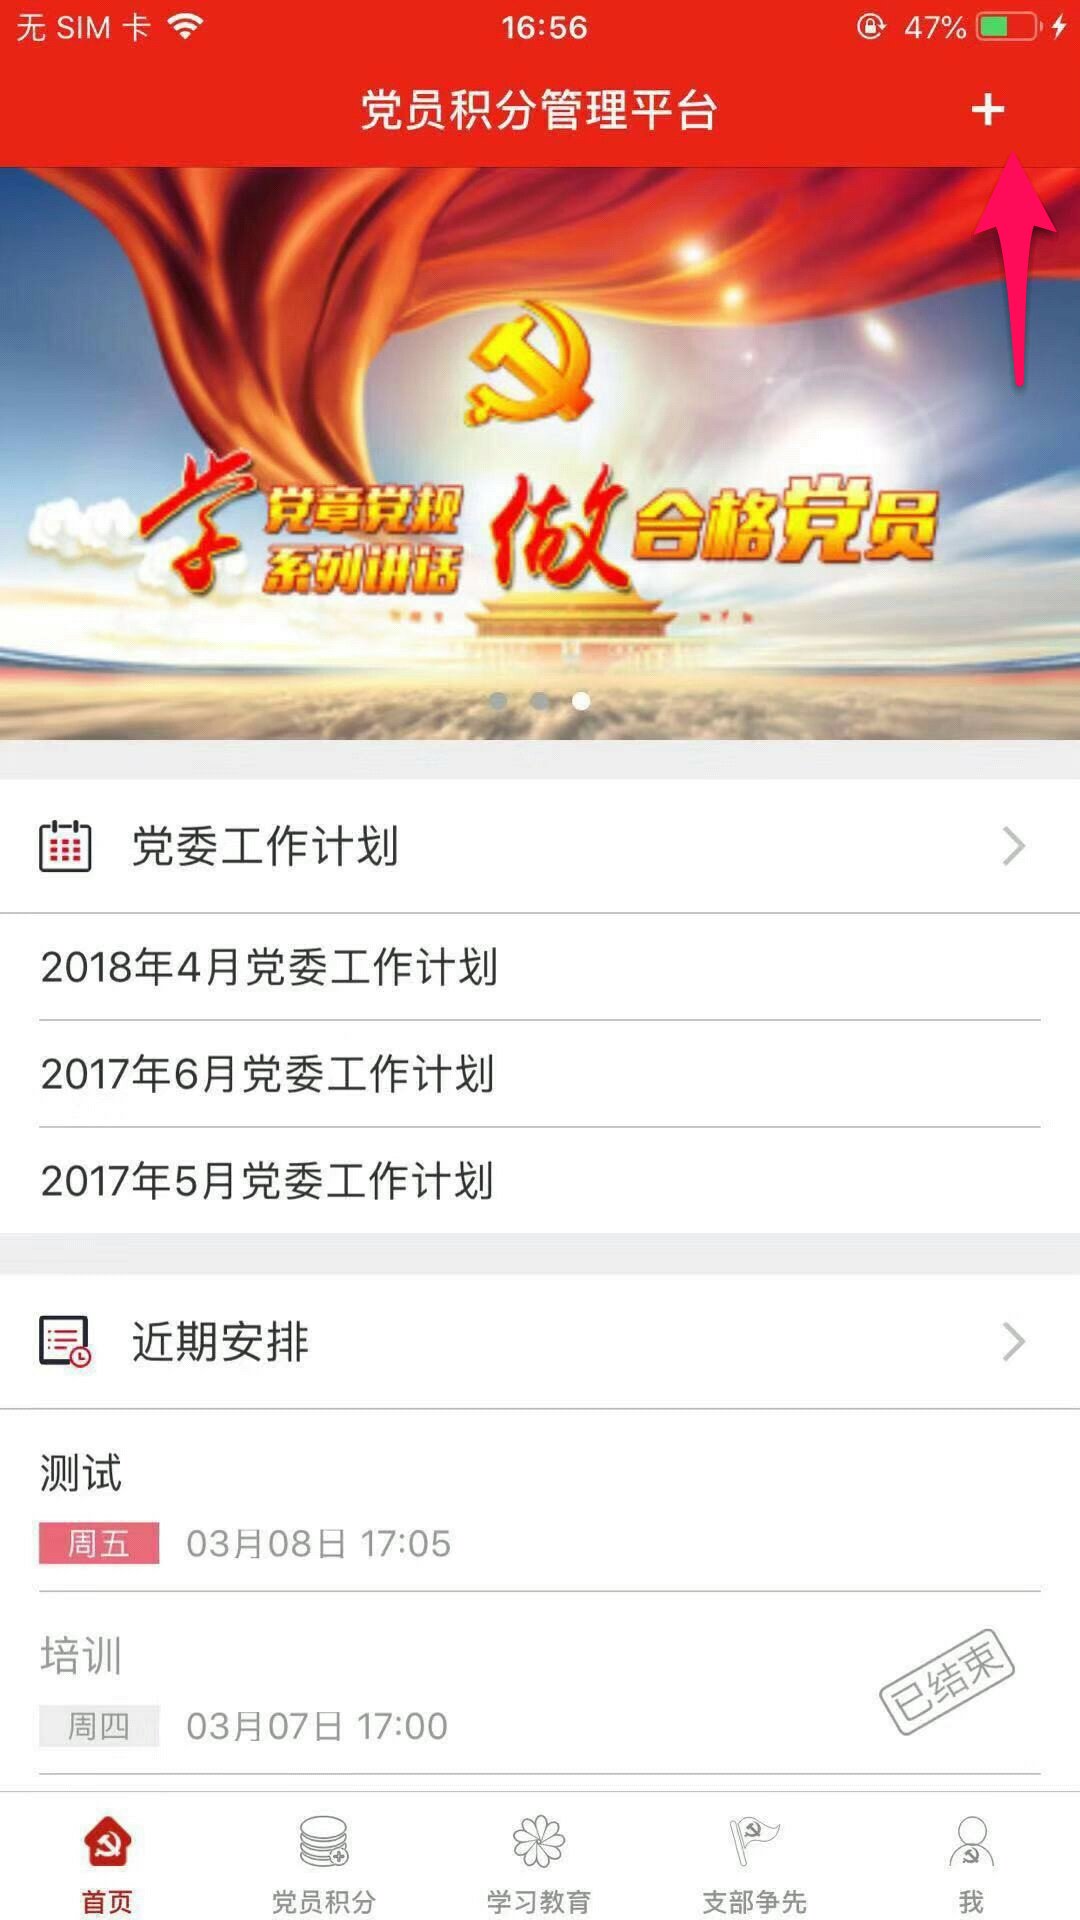 无 SIM 卡
16:56
47%
党员积分管理平台
学 党章党规 系列讲话 做 合格党员
党委工作计划
2018年4月党委工作计划
2017年6月党委工作计划
2017年5月党委工作计划
近期安排
测试
周五 03月08日 17:05
培训
已结束
周四 03月07日 17:00
首页
党员积分
学习教育
支部争先
我